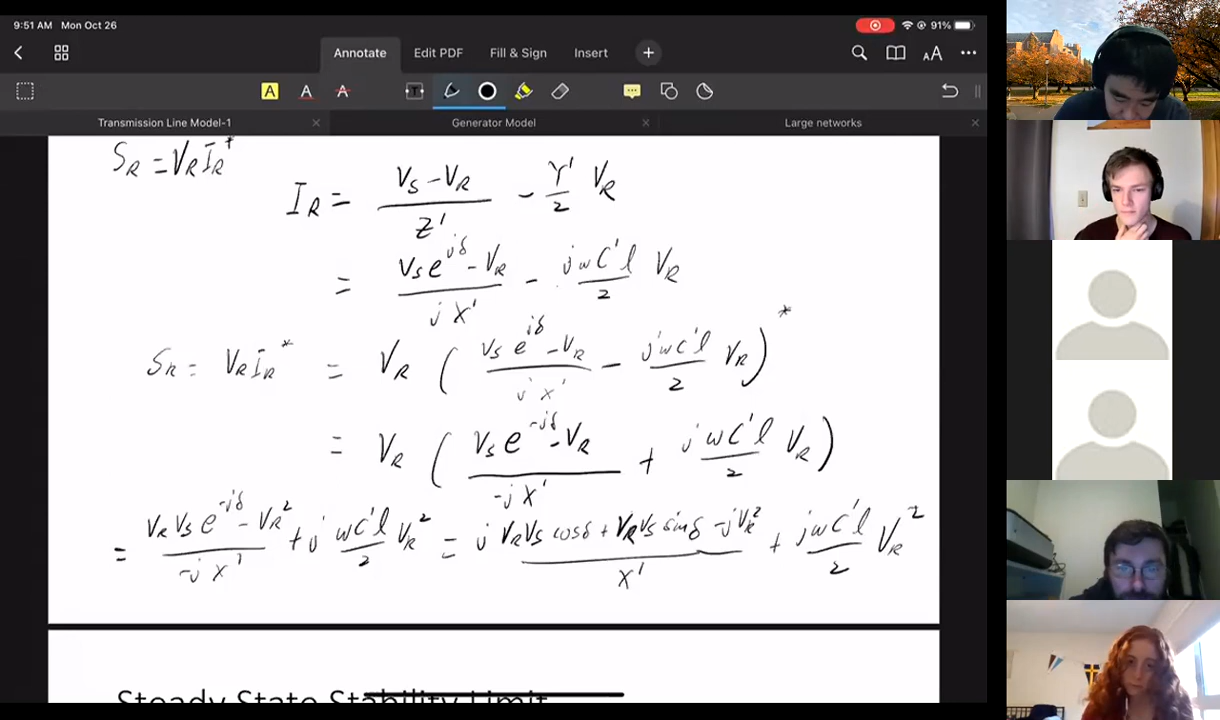 9:51 AM Mon Oct 26
91%
Annotate Edit PDF Fill & Sign Insert
A A A T AA
Transmission Line Model-1 × Generator Model × Large networks ×
S_R = V_R I_R^*
I_R = (V_S - V_R)/Z' - Y'/2 V_R
= (V_S e^{jδ} - V_R)/(jX') - (jωC'l)/2 V_R
S_R = V_R I_R^* = V_R ( (V_S e^{jδ} - V_R)/(jX') - (jωC'l)/2 V_R )^*
= V_R ( (V_S e^{-jδ} - V_R)/(-jX') + (jωC'l)/2 V_R )
= (V_R V_S e^{-jδ} - V_R^2)/(-jX') + j (ωC'l)/2 V_R^2 = (j V_R V_S cosδ + V_R V_S sinδ - jV_R^2)/X' + (jωC'l)/2 V_R^2
Steady State Stability Limit